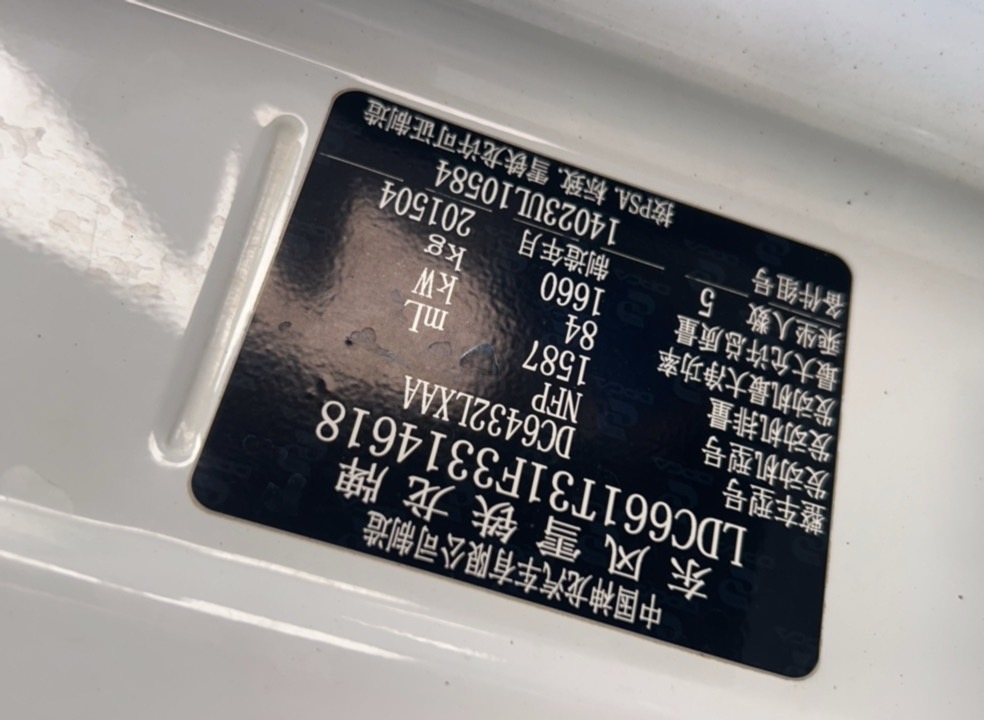 中国神龙汽车有限公司制造
东风雪铁龙牌
LDC661T31F3314618
整车型号 DC6432LXAA
发动机型号 NFP
发动机排量 1587 mL
发动机最大净功率 84 kW
最大允许总质量 1660 kg
乘坐人数 5 制造年月 201504
备件组号 14023UL10584
按PSA.标致.雪铁龙许可证制造